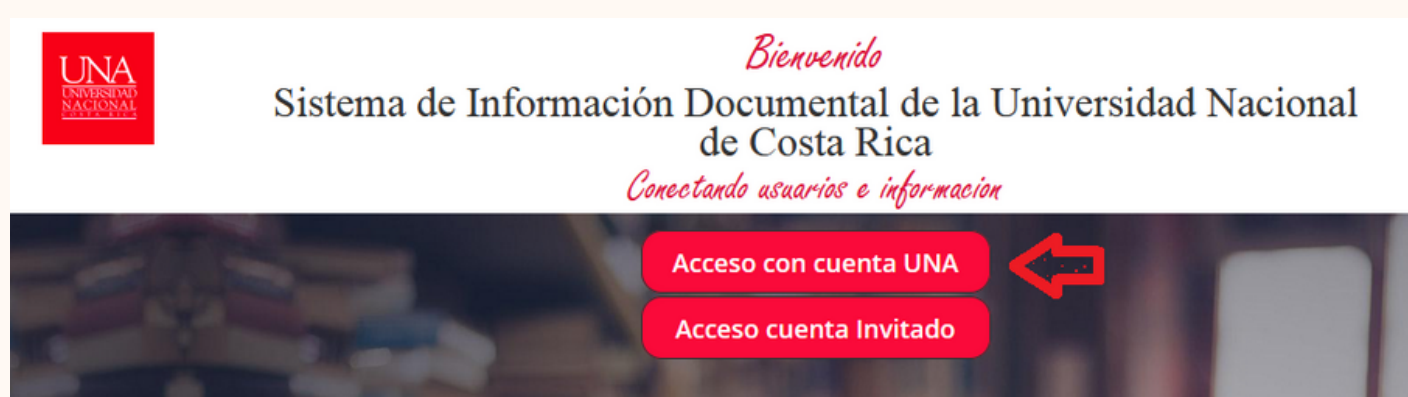 UNA
UNIVERSIDAD
NACIONAL
COSTA RICA
Bienvenido
Sistema de Información Documental de la Universidad Nacional
de Costa Rica
Conectando usuarios e informacion
Acceso con cuenta UNA
Acceso cuenta Invitado